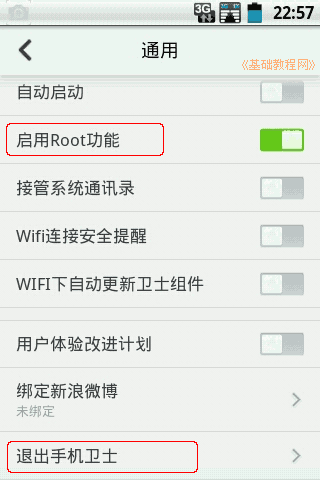 3G
22:57
通用
《基础教程网》
自动启动
启用Root功能
接管系统通讯录
Wifi连接安全提醒
WIFI下自动更新卫士组件
用户体验改进计划
绑定新浪微博
未绑定
退出手机卫士